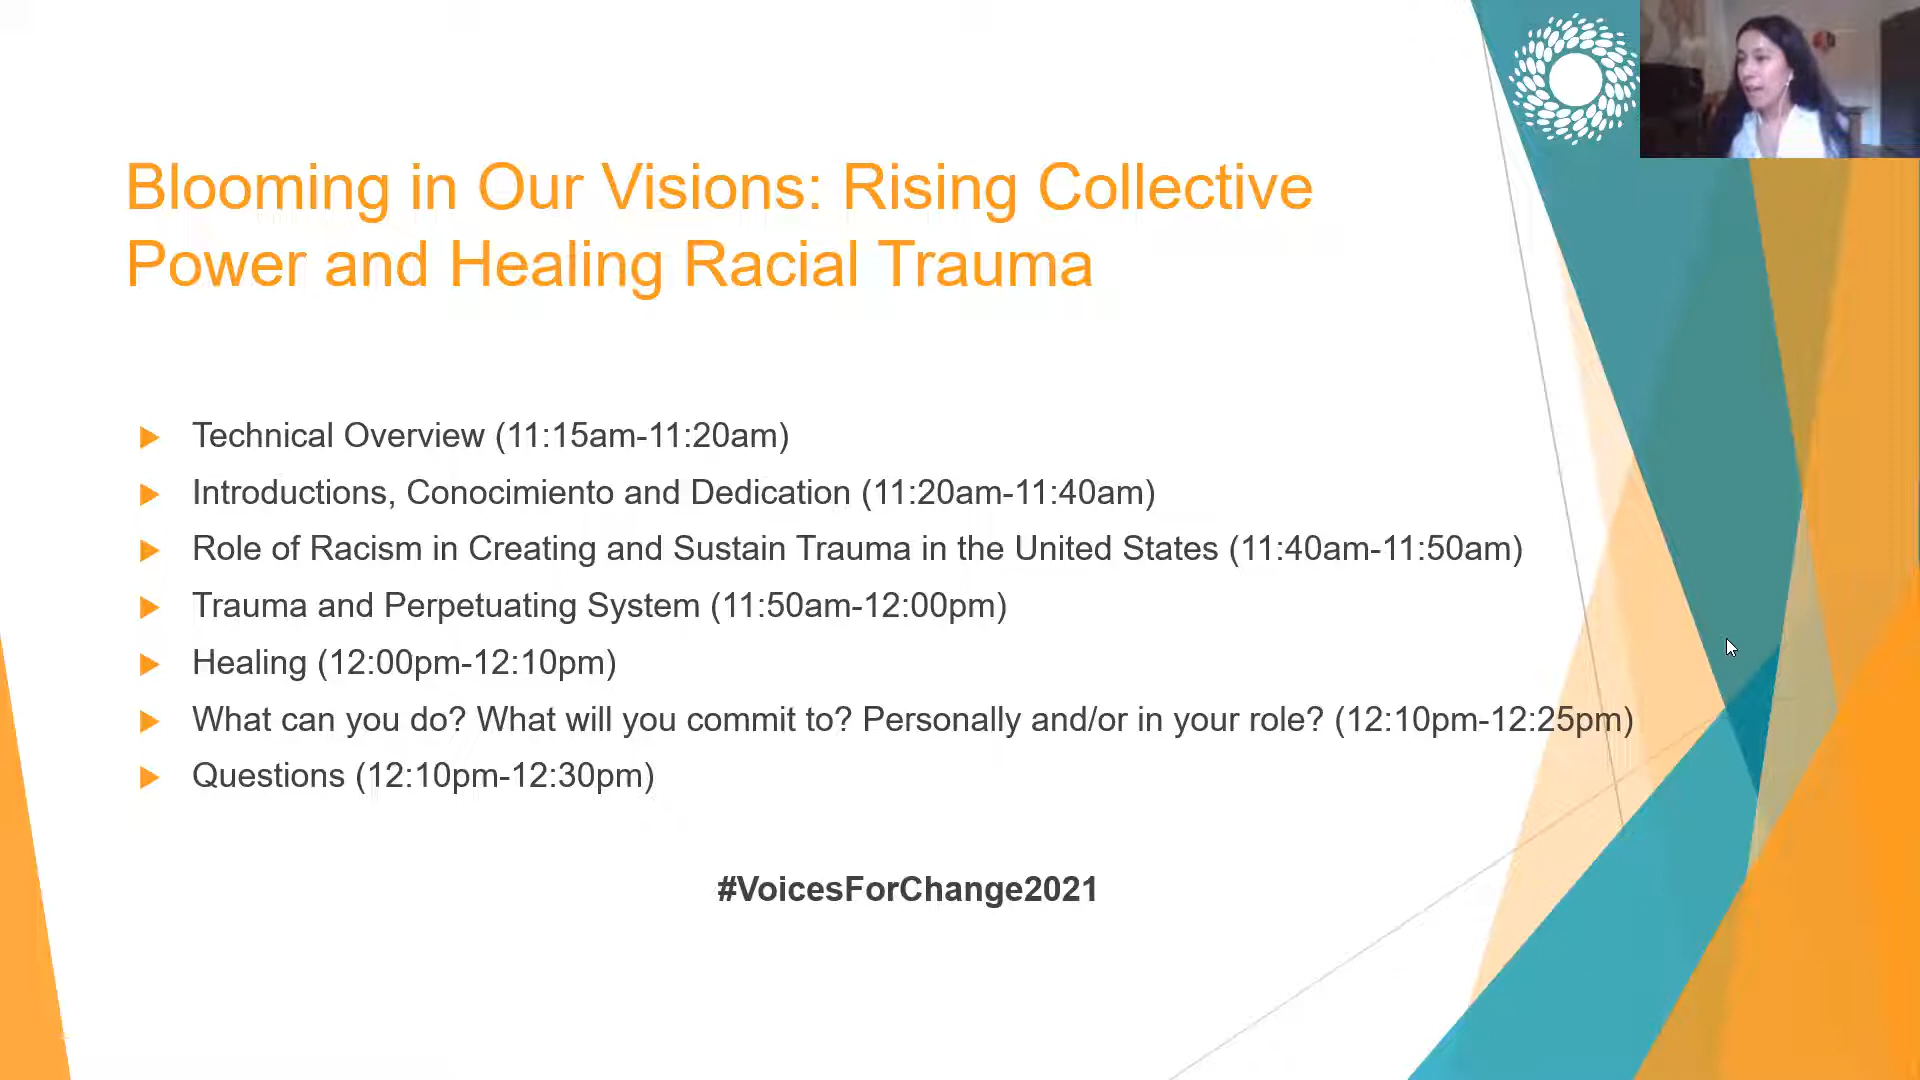 Blooming in Our Visions: Rising Collective
Power and Healing Racial Trauma
Technical Overview (11:15am-11:20am)
Introductions, Conocimiento and Dedication (11:20am-11:40am)
Role of Racism in Creating and Sustain Trauma in the United States (11:40am-11:50am)
Trauma and Perpetuating System (11:50am-12:00pm)
Healing (12:00pm-12:10pm)
What can you do? What will you commit to? Personally and/or in your role? (12:10pm-12:25pm)
Questions (12:10pm-12:30pm)
#VoicesForChange2021